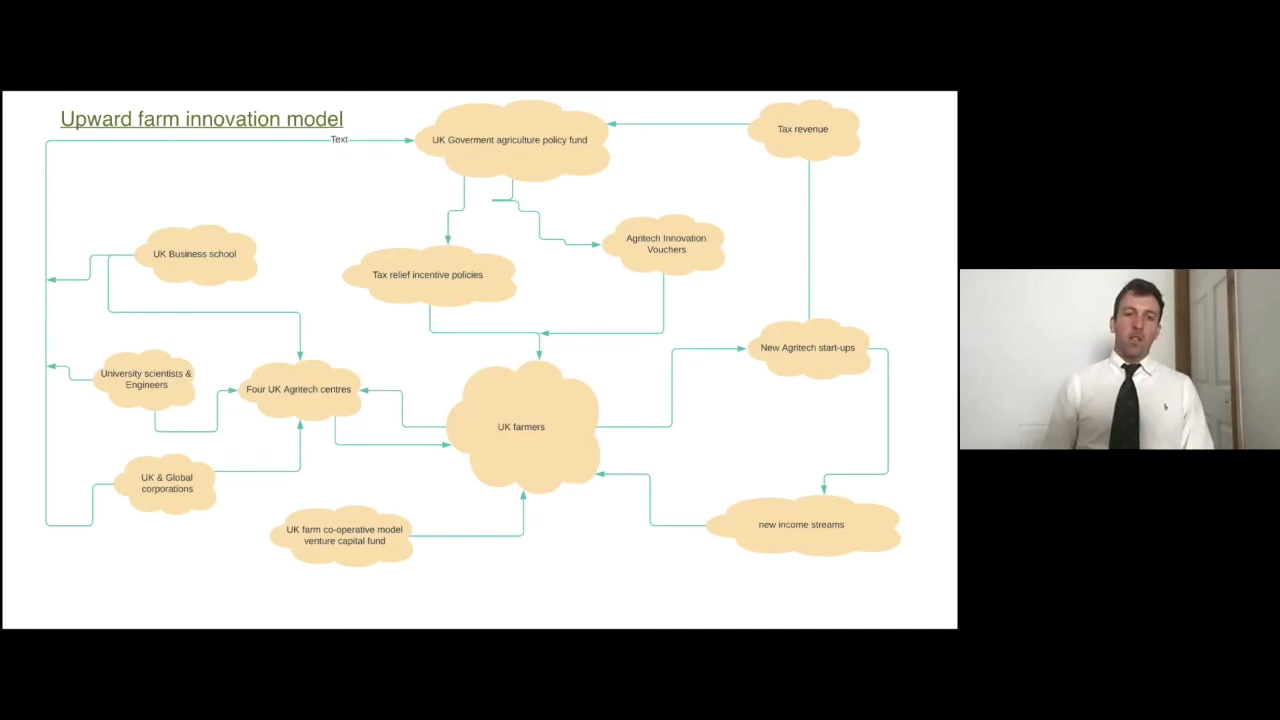 Upward farm innovation model
Text
UK Goverment agriculture policy fund
Tax revenue
UK Business school
Tax relief incentive policies
Agritech Innovation
Vouchers
University scientists &
Engineers
Four UK Agritech centres
UK farmers
New Agritech start-ups
UK & Global
corporations
UK farm co-operative model
venture capital fund
new income streams